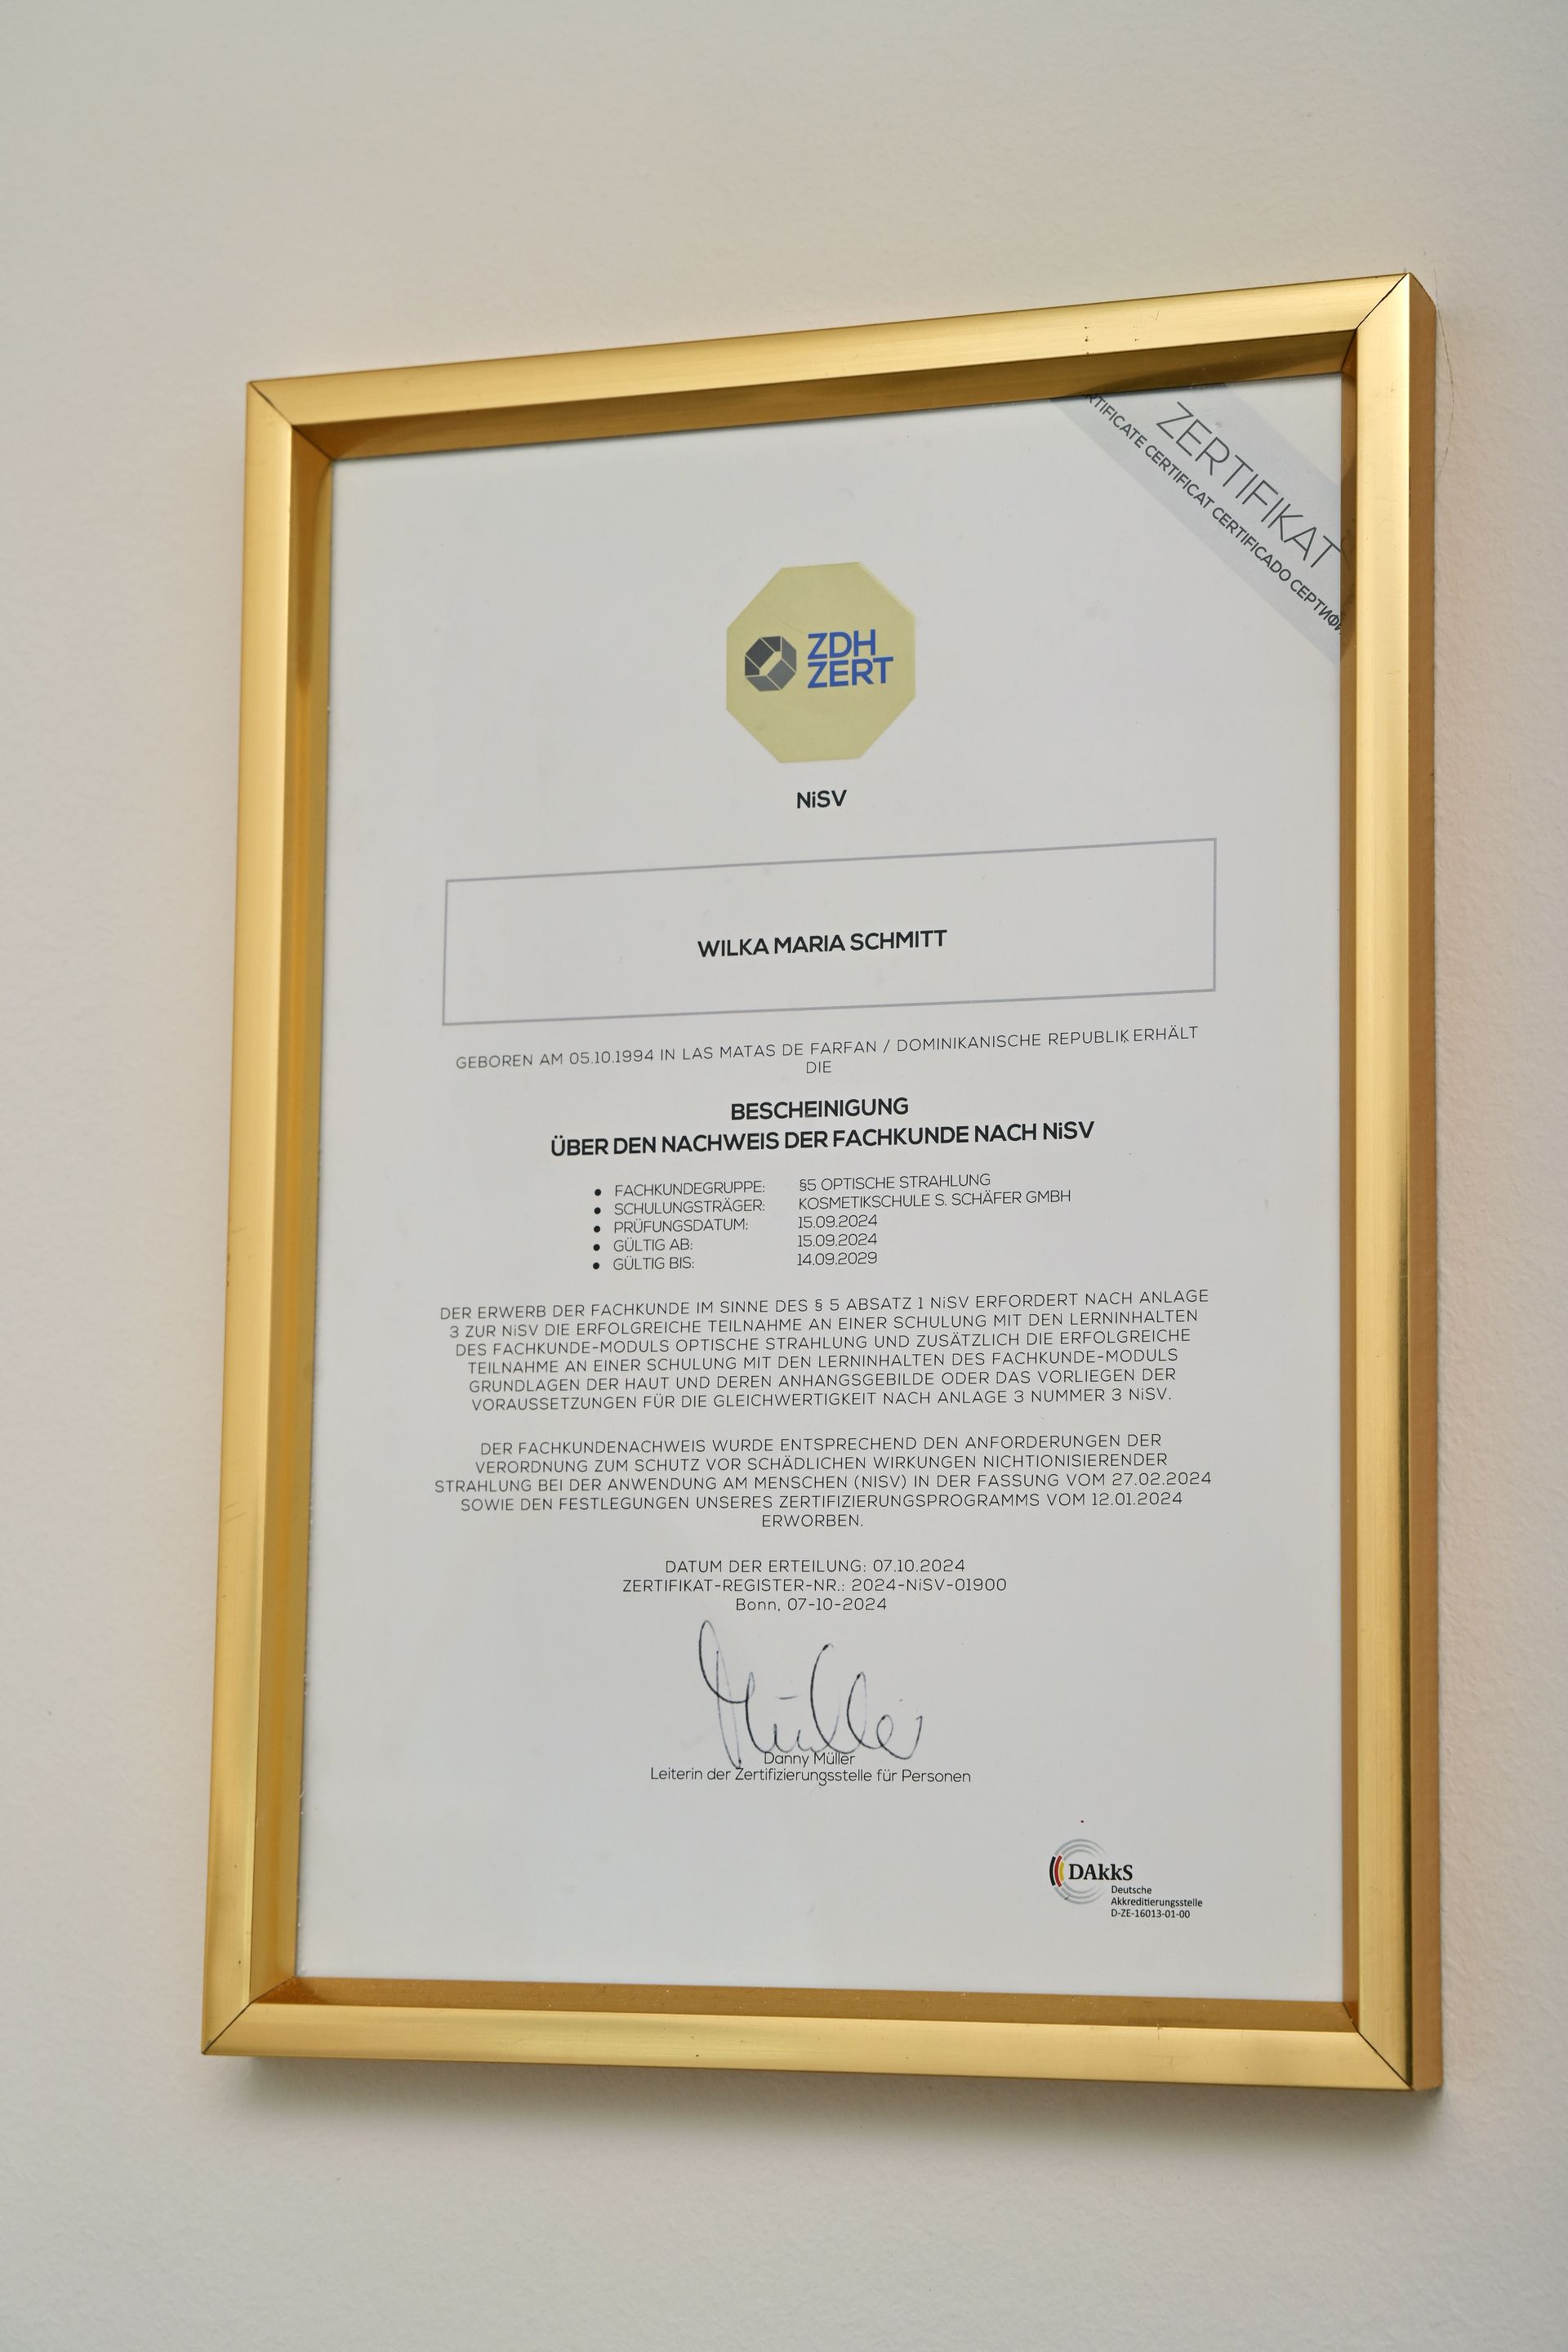 ZERTIFIKAT
CERTIFICAT CERTIFICADO
ZDH
ZERT
NiSV
WILKA MARIA SCHMITT
GEBOREN AM 05.10.1994 IN LAS MATAS DE FARFAN / DOMINIKANISCHE REPUBLIK ERHÄLT
DIE
BESCHEINIGUNG
ÜBER DEN NACHWEIS DER FACHKUNDE NACH NiSV
• FACHKUNDEGRUPPE: §5 OPTISCHE STRAHLUNG
• SCHULUNGSTRÄGER: KOSMETIKSCHULE S. SCHÄFER GMBH
• PRÜFUNGSDATUM: 15.09.2024
• GÜLTIG AB: 15.09.2024
• GÜLTIG BIS: 14.09.2029
DER ERWERB DER FACHKUNDE IM SINNE DES § 5 ABSATZ 1 NiSV ERFORDERT NACH ANLAGE
3 ZUR NiSV DIE ERFOLGREICHE TEILNAHME AN EINER SCHULUNG MIT DEN LERNINHALTEN
DES FACHKUNDE-MODULS OPTISCHE STRAHLUNG UND ZUSÄTZLICH DIE ERFOLGREICHE
TEILNAHME AN EINER SCHULUNG MIT DEN LERNINHALTEN DES FACHKUNDE-MODULS
GRUNDLAGEN DER HAUT UND DEREN ANHANGSGEBILDE ODER DAS VORLIEGEN DER
VORAUSSETZUNGEN FÜR DIE GLEICHWERTIGKEIT NACH ANLAGE 3 NUMMER 3 NiSV.
DER FACHKUNDENACHWEIS WURDE ENTSPRECHEND DEN ANFORDERUNGEN DER
VERORDNUNG ZUM SCHUTZ VOR SCHÄDLICHEN WIRKUNGEN NICHTIONISIERENDER
STRAHLUNG BEI DER ANWENDUNG AM MENSCHEN (NISV) IN DER FASSUNG VOM 27.02.2024
SOWIE DEN FESTLEGUNGEN UNSERES ZERTIFIZIERUNGSPROGRAMMS VOM 12.01.2024
ERWORBEN.
DATUM DER ERTEILUNG: 07.10.2024
ZERTIFIKAT-REGISTER-NR.: 2024-NiSV-01900
Bonn, 07-10-2024
Müller
Danny Müller
Leiterin der Zertifizierungsstelle für Personen
DAkkS
Deutsche
Akkreditierungsstelle
D-ZE-16013-01-00